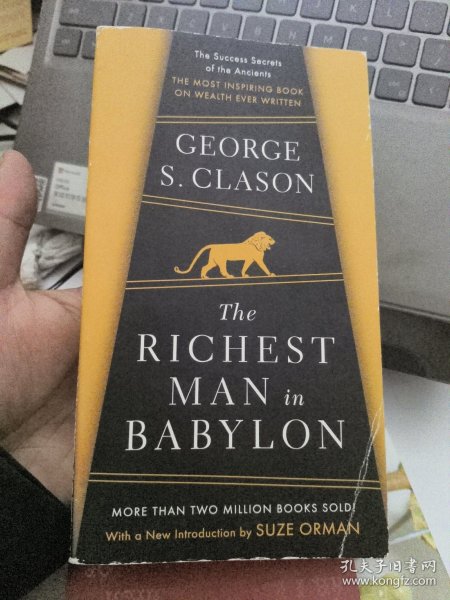 The Success Secrets
of the Ancients
THE MOST INSPIRING BOOK
ON WEALTH EVER WRITTEN
GEORGE
S. CLASON
The
RICHEST
MAN in
BABYLON
MORE THAN TWO MILLION BOOKS SOLD!
With a New Introduction by SUZE ORMAN
孔夫子旧书网
www.kongfz.com